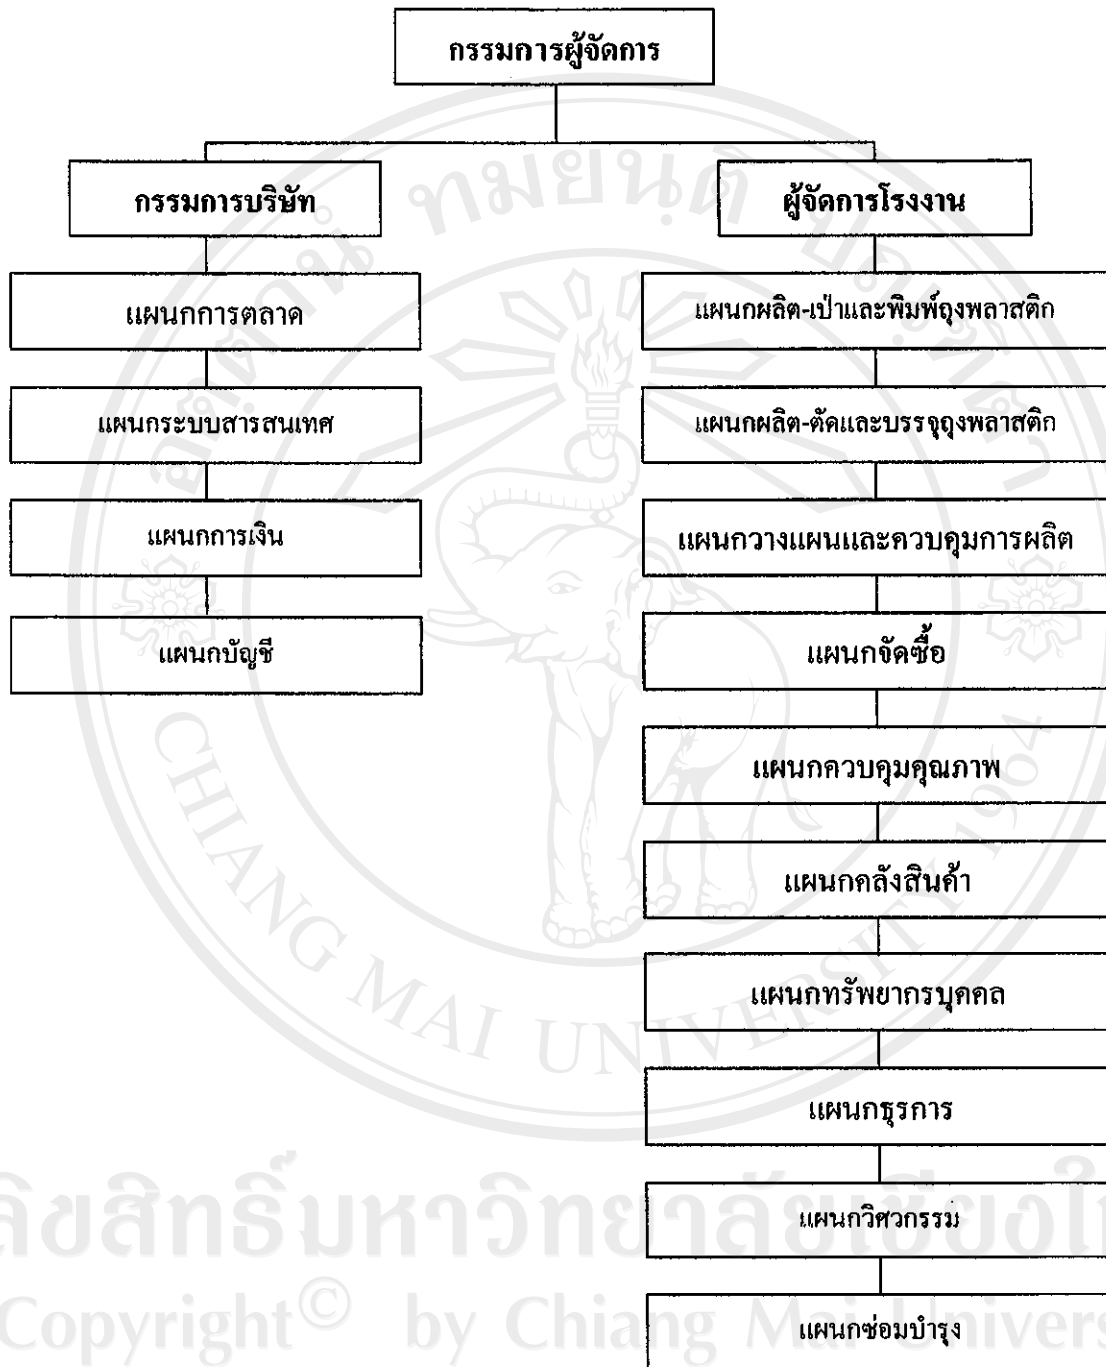 กรรมการผู้จัดการ
กรรมการบริษัท
ผู้จัดการโรงงาน
แผนกการตลาด
แผนกระบบสารสนเทศ
แผนกการเงิน
แผนกบัญชี
แผนกผลิต-เป่าและพิมพ์ถุงพลาสติก
แผนกผลิต-ตัดและบรรจุถุงพลาสติก
แผนกวางแผนและควบคุมการผลิต
แผนกจัดซื้อ
แผนกควบคุมคุณภาพ
แผนกคลังสินค้า
แผนกทรัพยากรบุคคล
แผนกธุรการ
แผนกวิศวกรรม
แผนกซ่อมบำรุง
CHIANG MAI UNIVERSITY 1964
Copyright© by Chiang Mai